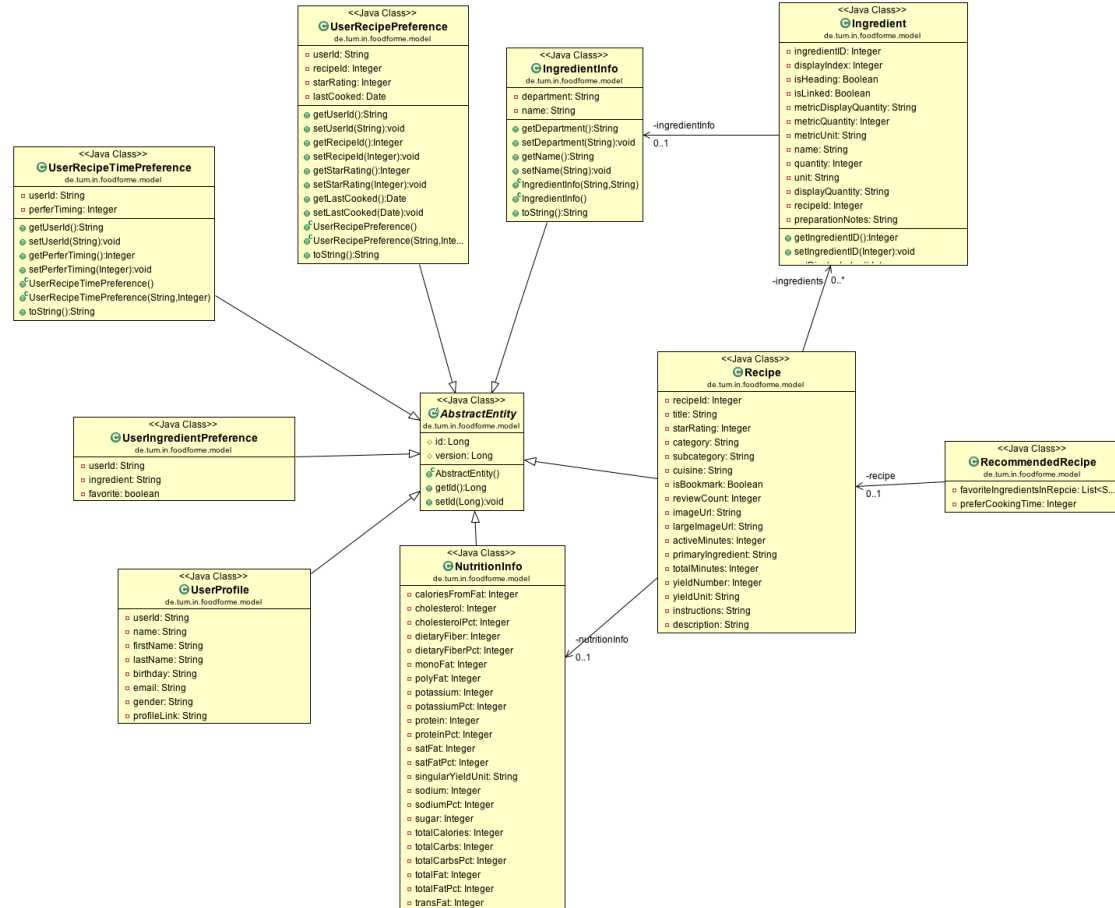 <<Java Class>>
UserRecipePreference
de.tum.in.foodforme.model
userId: String
recipeId: Integer
starRating: Integer
lastCooked: Date
getUserId():String
setUserId(String):void
getRecipeId():Integer
setRecipeId(Integer):void
getStarRating():Integer
setStarRating(Integer):void
getLastCooked():Date
setLastCooked(Date):void
UserRecipePreference()
UserRecipePreference(String,Inte...
toString():String
<<Java Class>>
IngredientInfo
de.tum.in.foodforme.model
department: String
name: String
getDepartment():String
setDepartment(String):void
getName():String
setName(String):void
IngredientInfo(String,String)
IngredientInfo()
toString():String
-ingredientInfo
0..1
<<Java Class>>
Ingredient
de.tum.in.foodforme.model
ingredientID: Integer
displayIndex: Integer
isHeading: Boolean
isLinked: Boolean
metricDisplayQuantity: String
metricQuantity: Integer
metricUnit: String
name: String
quantity: Integer
unit: String
displayQuantity: String
recipeId: Integer
preparationNotes: String
getIngredientID():Integer
setIngredientID(Integer):void
-ingredients
0..*
<<Java Class>>
UserRecipeTimePreference
de.tum.in.foodforme.model
userId: String
perferTiming: Integer
getUserId():String
setUserId(String):void
getPerferTiming():Integer
setPerferTiming(Integer):void
UserRecipeTimePreference()
UserRecipeTimePreference(String,Integer)
toString():String
<<Java Class>>
AbstractEntity
de.tum.in.foodforme.model
id: Long
version: Long
AbstractEntity()
getId():Long
setId(Long):void
<<Java Class>>
Recipe
de.tum.in.foodforme.model
recipeId: Integer
title: String
starRating: Integer
category: String
subcategory: String
cuisine: String
isBookmark: Boolean
reviewCount: Integer
imageUrl: String
largeImageUrl: String
activeMinutes: Integer
primaryIngredient: String
totalMinutes: Integer
yieldNumber: Integer
yieldUnit: String
instructions: String
description: String
-recipe
0..1
<<Java Class>>
RecommendedRecipe
de.tum.in.foodforme.model
favoriteIngredientsInRepcie: List<S...
preferCookingTime: Integer
<<Java Class>>
UserIngredientPreference
de.tum.in.foodforme.model
userId: String
ingredient: String
favorite: boolean
<<Java Class>>
UserProfile
de.tum.in.foodforme.model
userId: String
name: String
firstName: String
lastName: String
birthday: String
email: String
gender: String
profileLink: String
<<Java Class>>
NutritionInfo
de.tum.in.foodforme.model
caloriesFromFat: Integer
cholesterol: Integer
cholesterolPct: Integer
dietaryFiber: Integer
dietaryFiberPct: Integer
monoFat: Integer
polyFat: Integer
potassium: Integer
potassiumPct: Integer
protein: Integer
proteinPct: Integer
satFat: Integer
satFatPct: Integer
singularYieldUnit: String
sodium: Integer
sodiumPct: Integer
sugar: Integer
totalCalories: Integer
totalCarbs: Integer
totalCarbsPct: Integer
totalFat: Integer
totalFatPct: Integer
transFat: Integer
-nutritionInfo
0..1